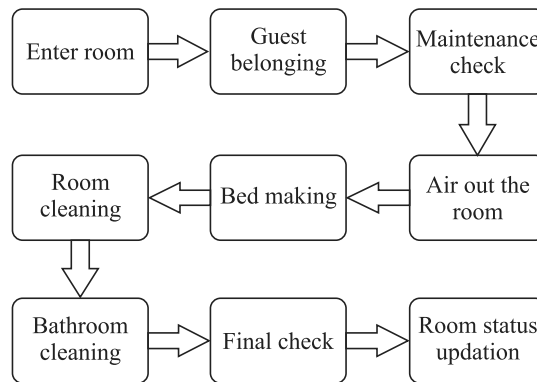 Enter room
Guest
belonging
Maintenance
check
Air out the
room
Bed making
Room
cleaning
Bathroom
cleaning
Final check
Room status
updation